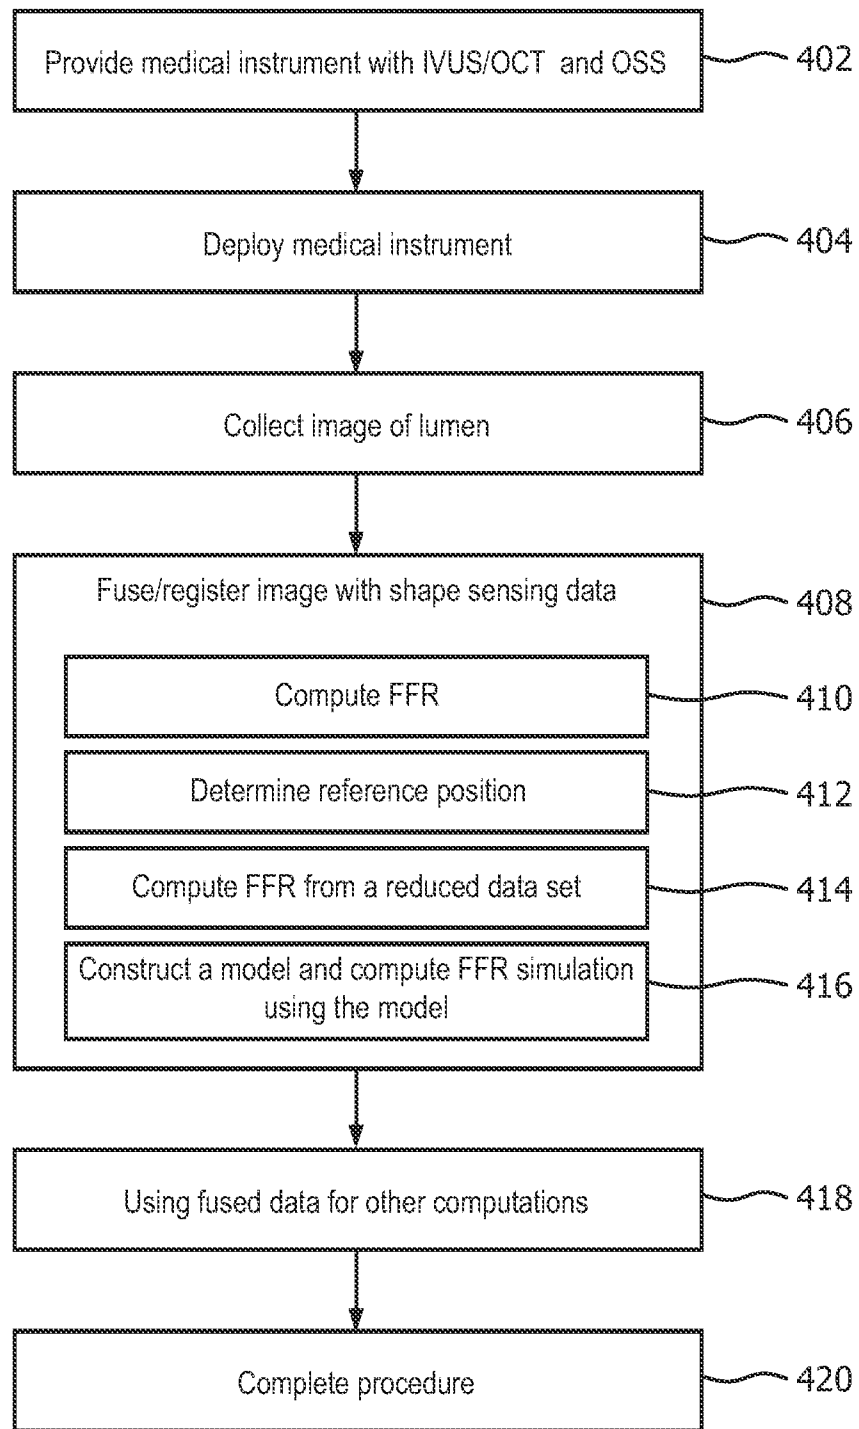 Provide medical instrument with IVUS/OCT and OSS
402
Deploy medical instrument
404
Collect image of lumen
406
Fuse/register image with shape sensing data
408
Compute FFR
410
Determine reference position
412
Compute FFR from a reduced data set
414
Construct a model and compute FFR simulation
using the model
416
Using fused data for other computations
418
Complete procedure
420